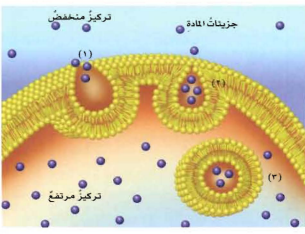 تركيزٌ منخفضٌ
جزيئاتُ المادةِ
(١)
(٢)
(٣)
تركيزٌ مرتفعٌ